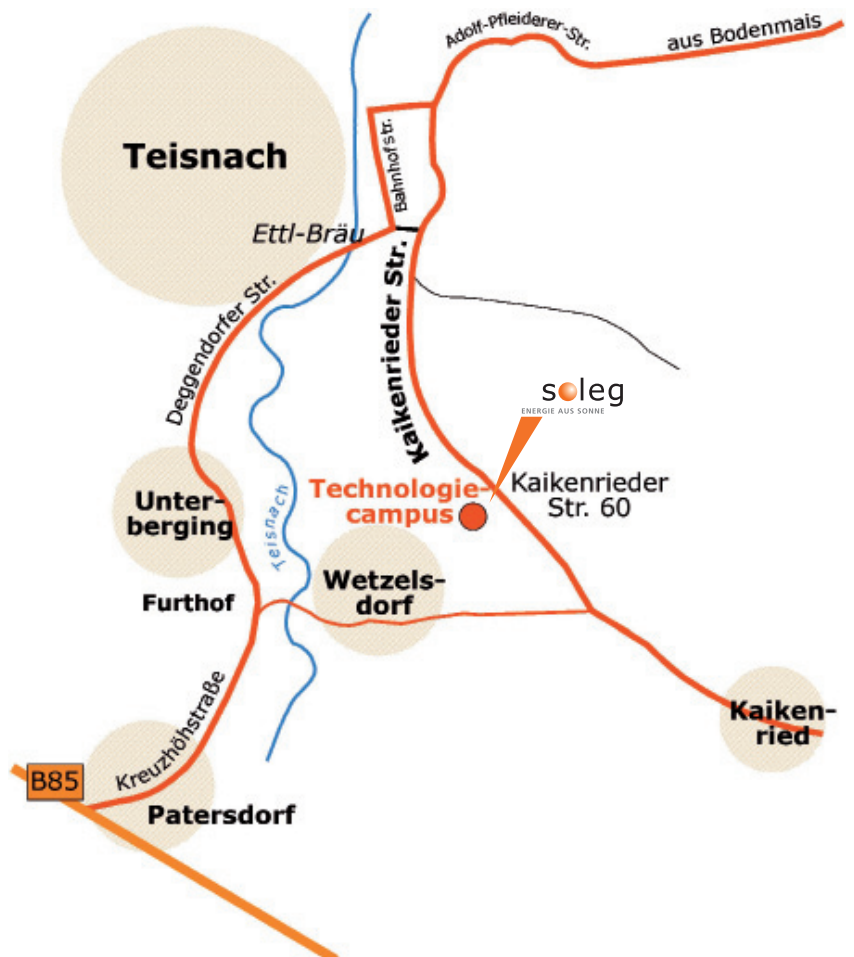 Adolf-Pfleiderer-Str.
aus Bodenmais
Teisnach
Bahnhofstr.
Ettl-Bräu
Kaikenrieder Str.
Deggendorfer Str.
soleg
ENERGIE AUS SONNE
Technologie-
campus
Kaikenrieder
Str. 60
Unter-
berging
Teisnach
Wetzels-
dorf
Furthof
Kaiken-
ried
Kreuzhöhstraße
B85
Patersdorf